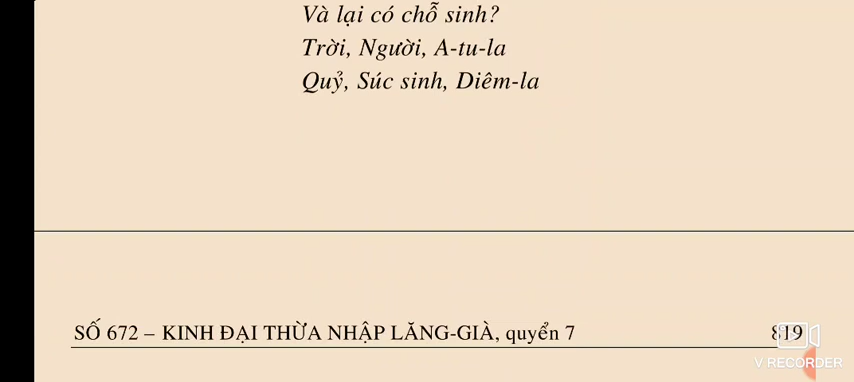 Và lại có chỗ sinh?
Trời, Người, A-tu-la
Quỷ, Súc sinh, Diêm-la
SỐ 672 – KINH ĐẠI THỪA NHẬP LĂNG-GIÀ, quyển 7 819
V RECORDER